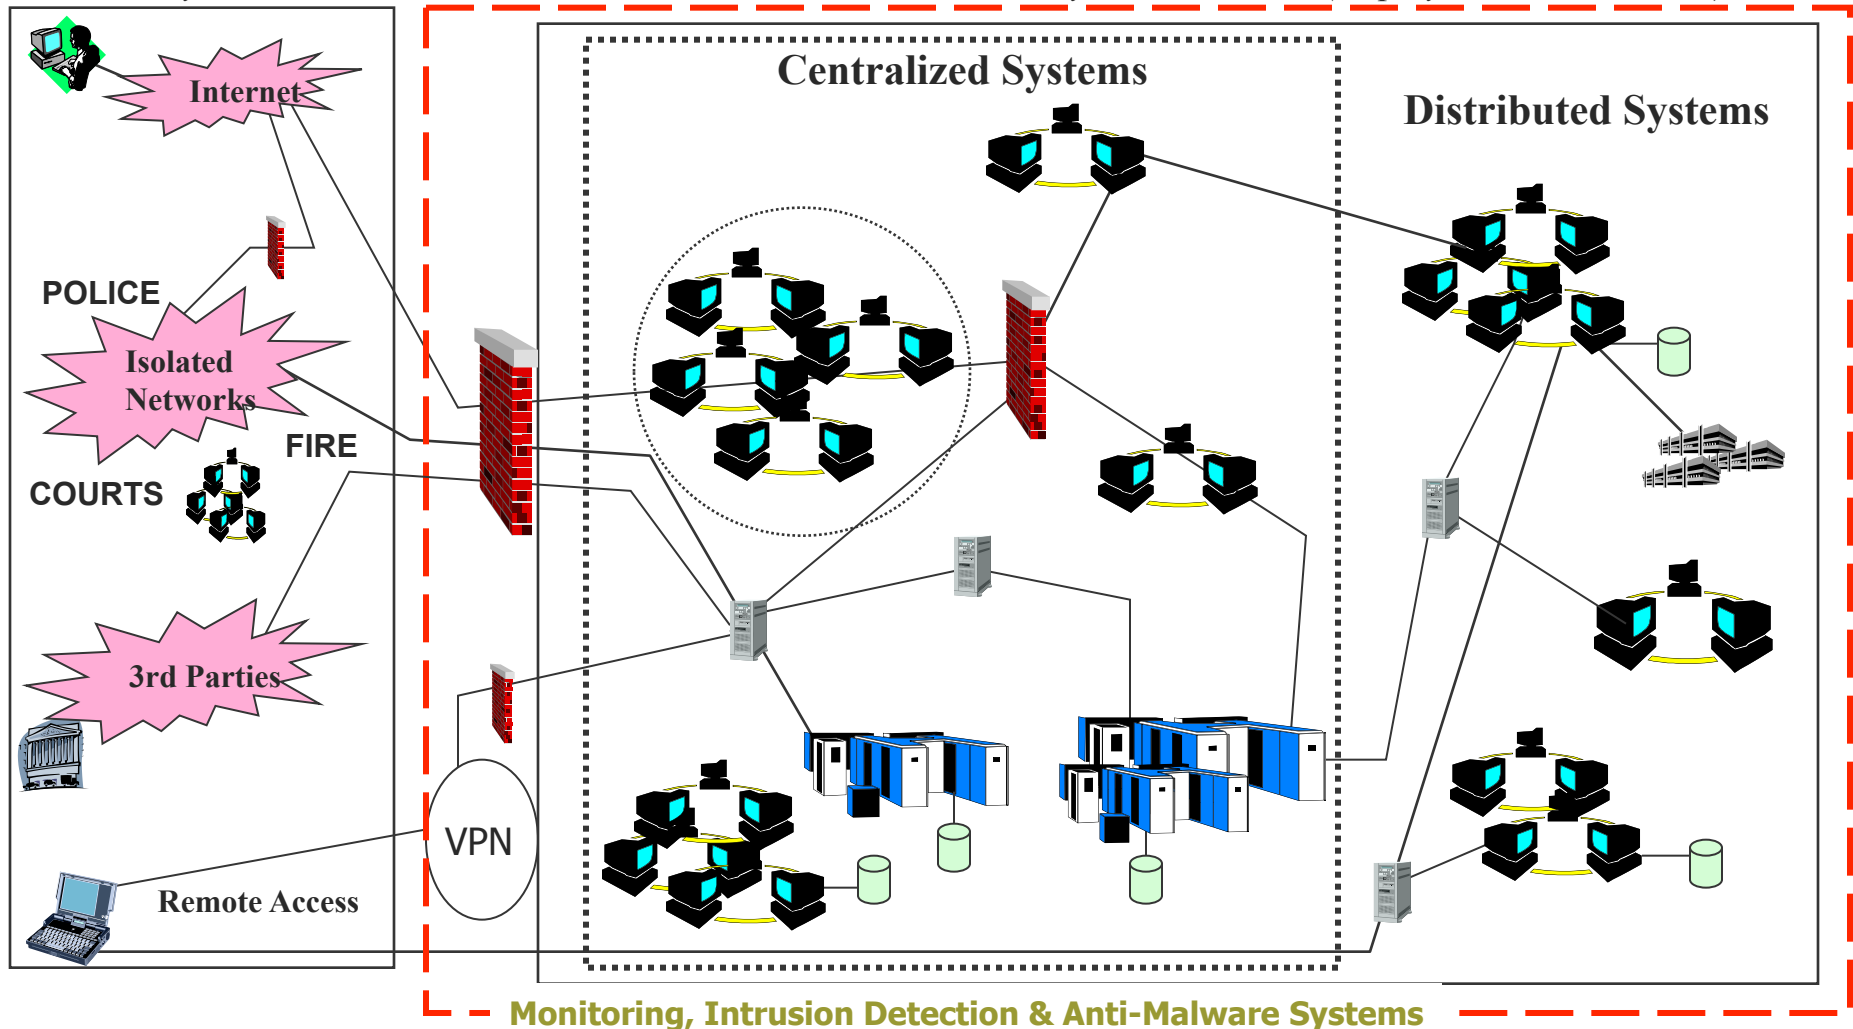 Centralized Systems
Distributed Systems
Internet
POLICE
Isolated
Networks
FIRE
COURTS
3rd Parties
VPN
Remote Access
Monitoring, Intrusion Detection & Anti-Malware Systems